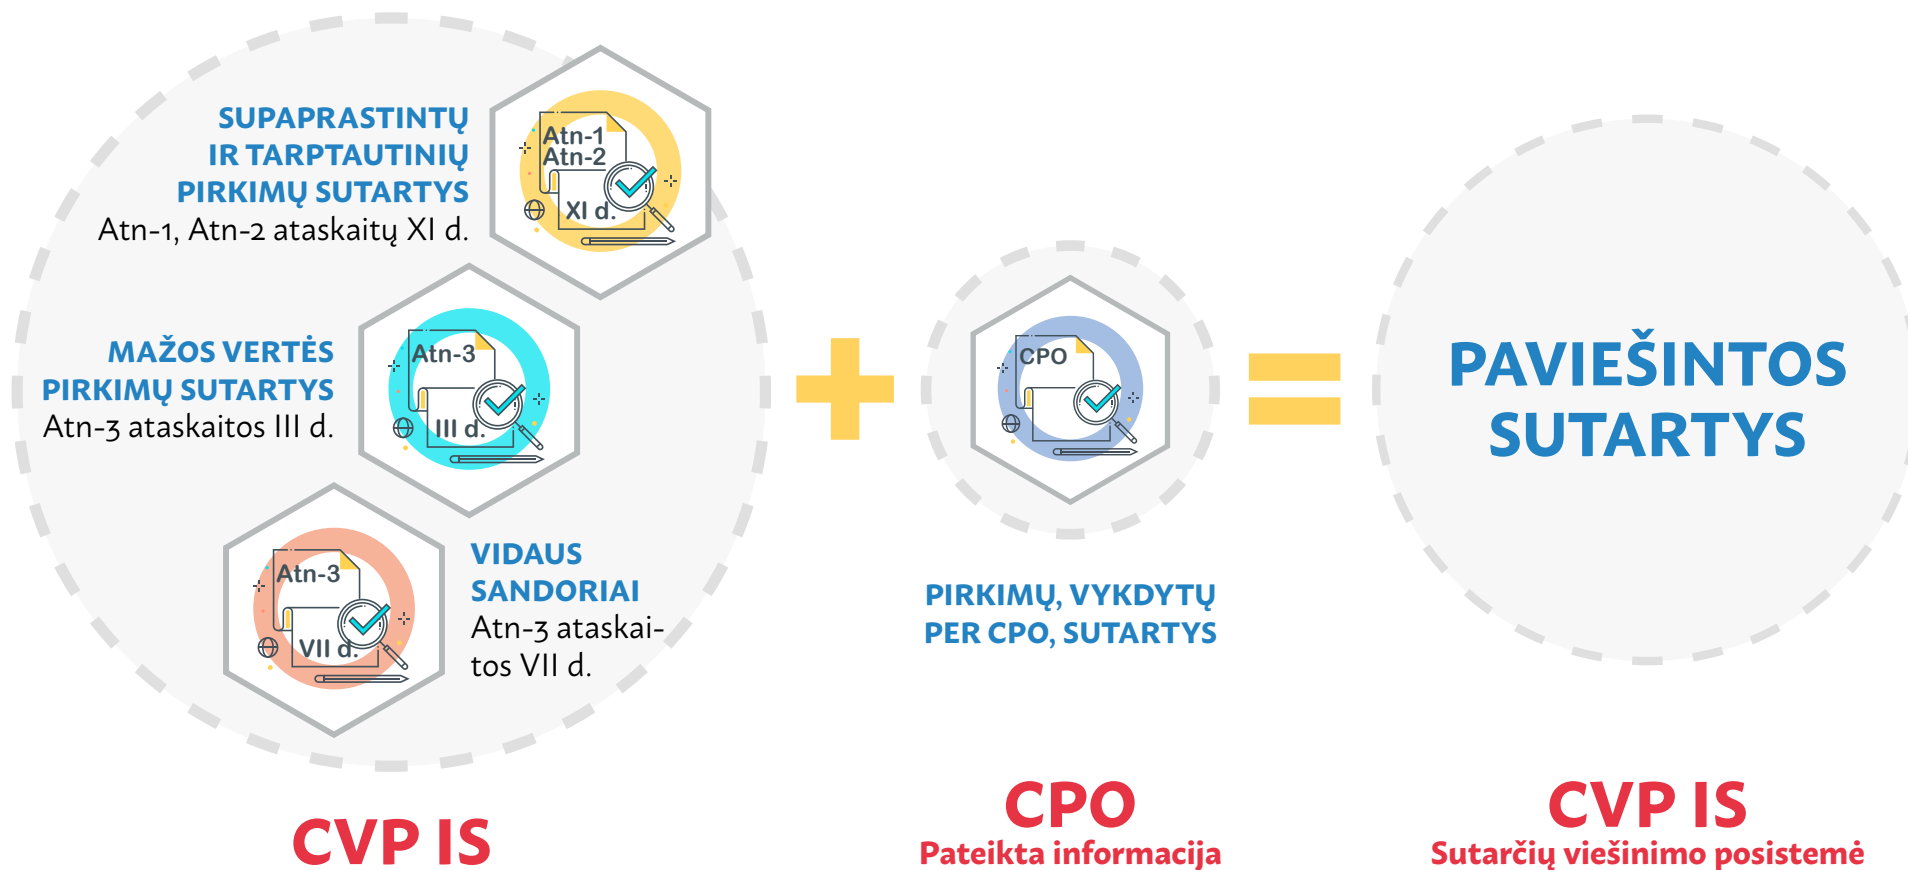 SUPAPRASTINTŲ
IR TARPTAUTINIŲ
PIRKIMŲ SUTARTYS
Atn-1, Atn-2 ataskaitų XI d.
Atn-1
Atn-2
XI d.
MAŽOS VERTĖS
PIRKIMŲ SUTARTYS
Atn-3 ataskaitos III d.
Atn-3
III d.
Atn-3
VII d.
VIDAUS
SANDORIAI
Atn-3 ataskai-
tos VII d.
CVP IS
CPO
PIRKIMŲ, VYKDYTŲ
PER CPO, SUTARTYS
CPO
Pateikta informacija
PAVIEŠINTOS
SUTARTYS
CVP IS
Sutarčių viešinimo posistemė